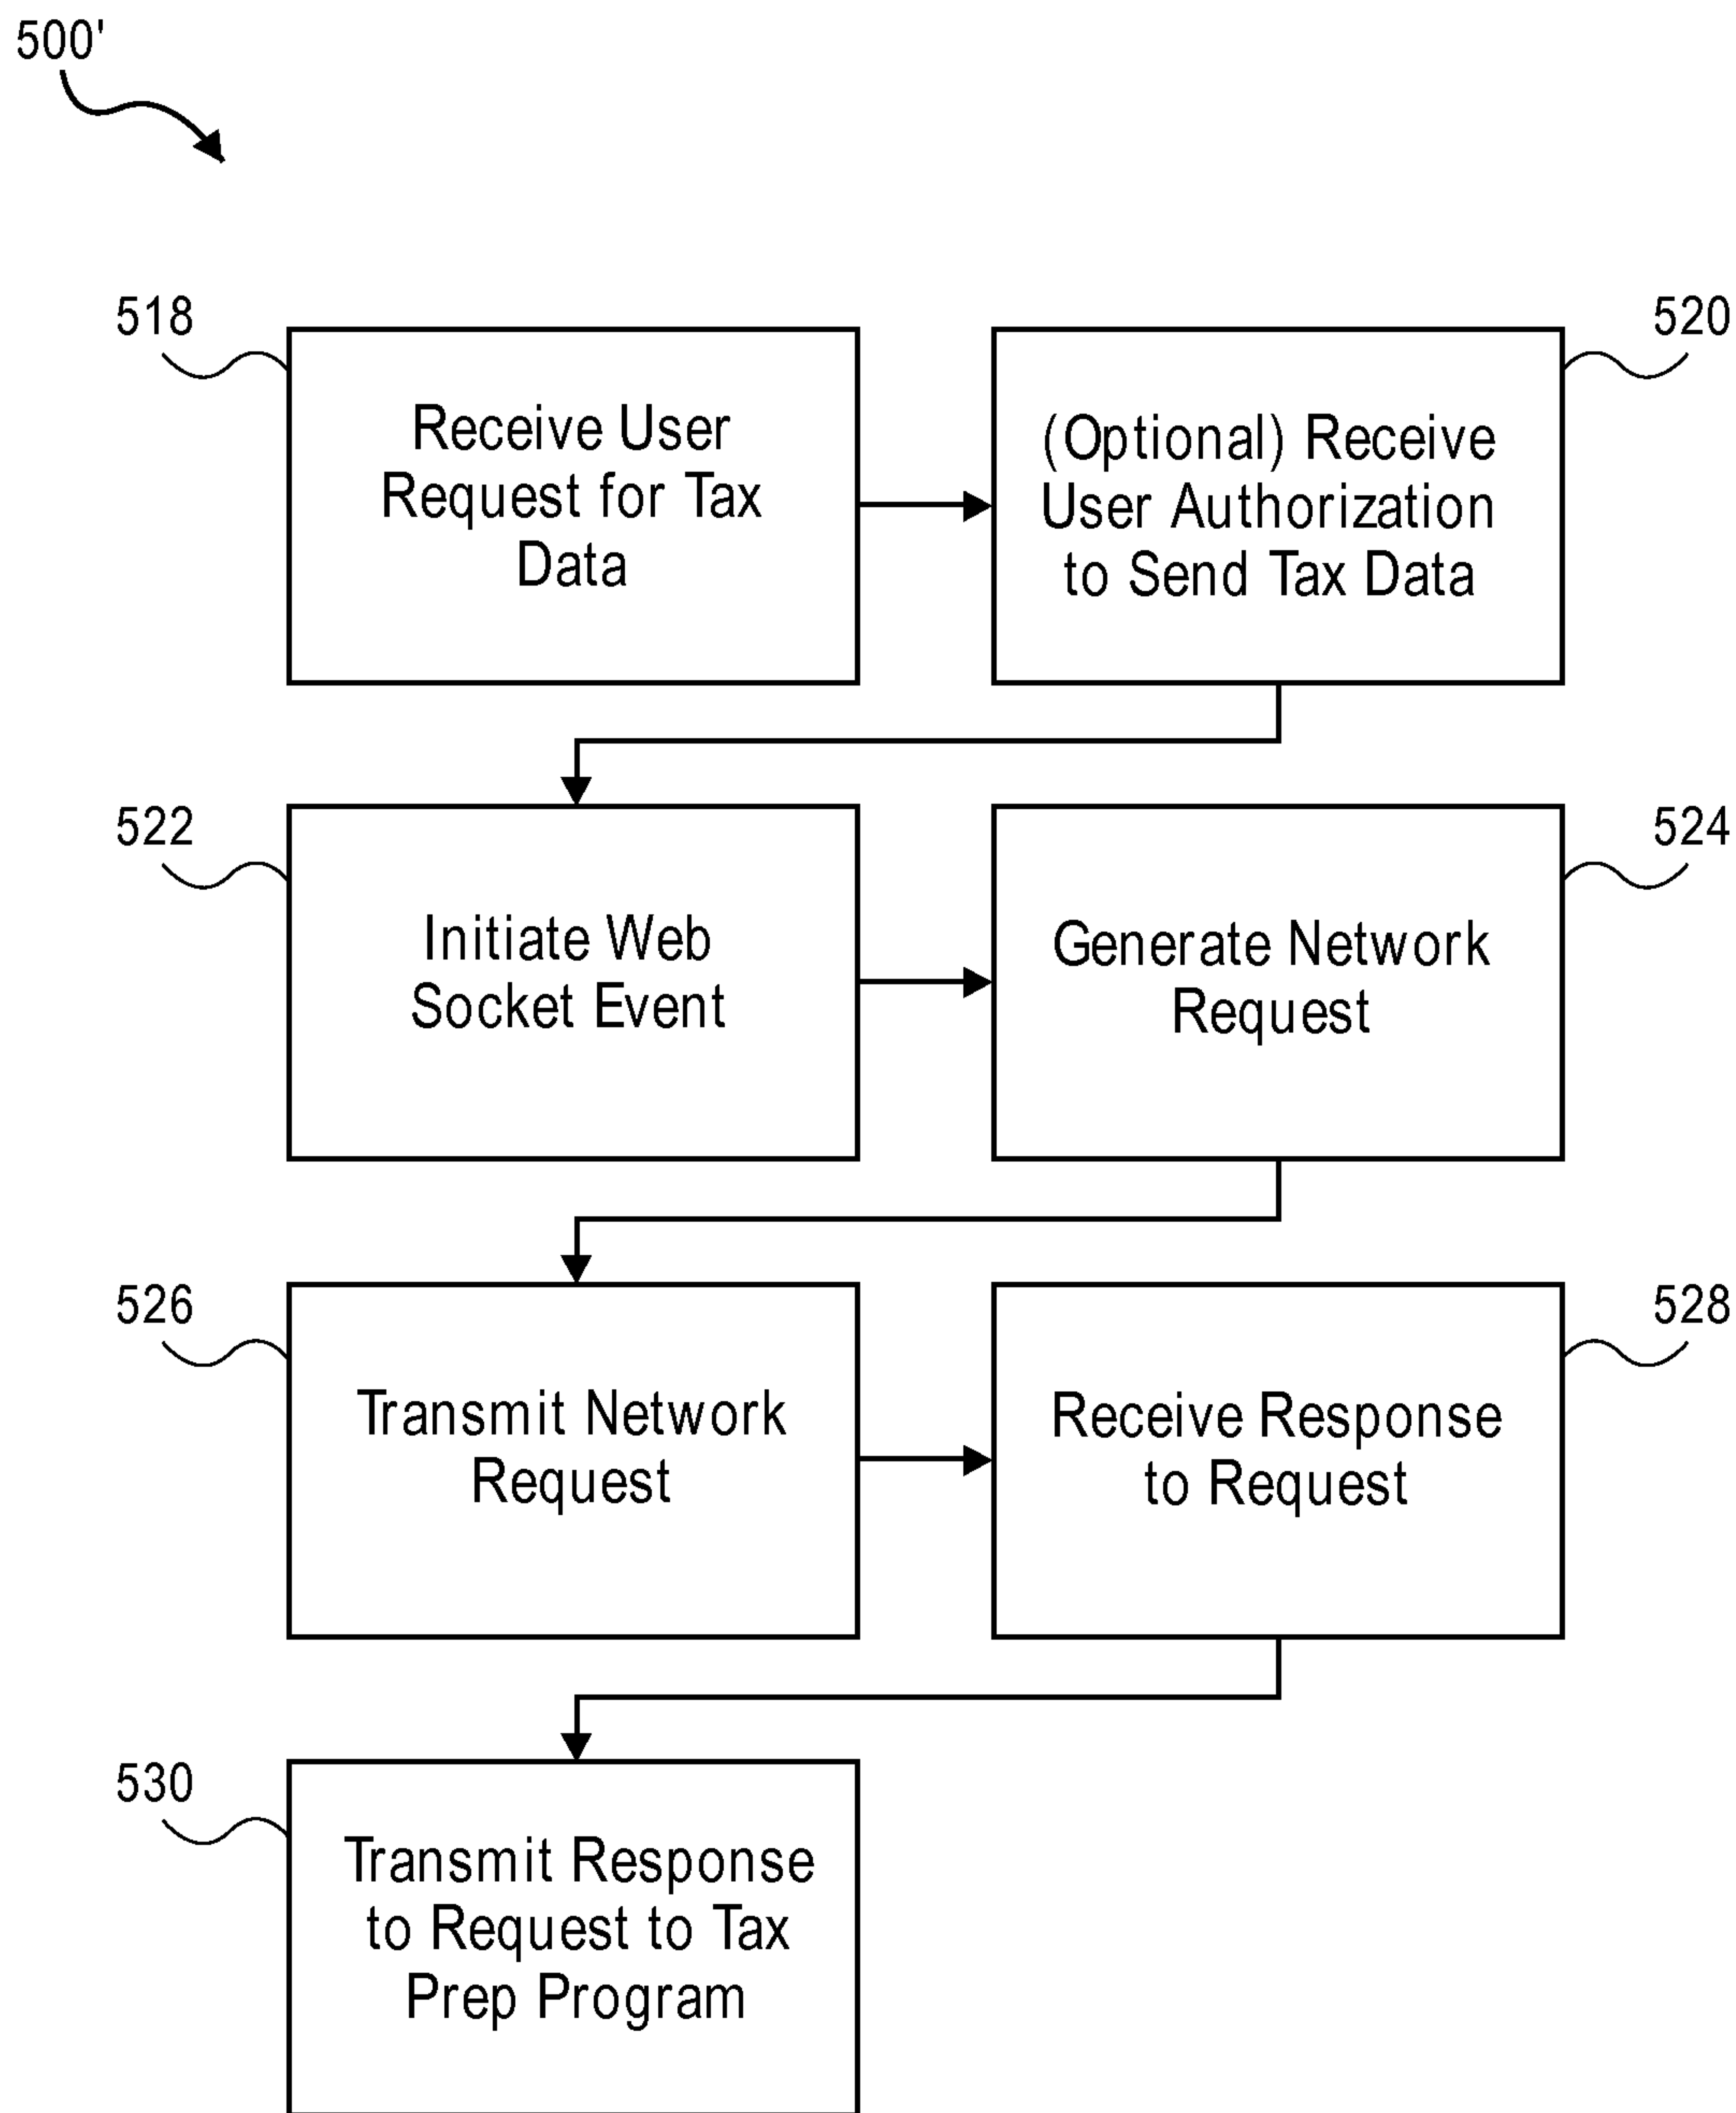 500'
518
Receive User
Request for Tax
Data
520
(Optional) Receive
User Authorization
to Send Tax Data
522
Initiate Web
Socket Event
524
Generate Network
Request
526
Transmit Network
Request
528
Receive Response
to Request
530
Transmit Response
to Request to Tax
Prep Program